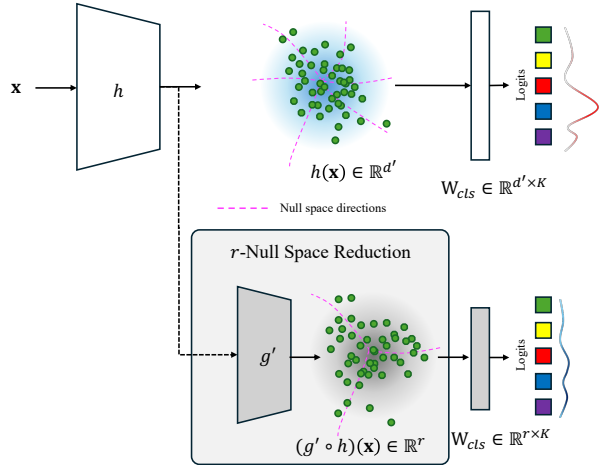 x
h
Logits
h(x) ∈ ℝ^{d′}
W_{cls} ∈ ℝ^{d′×K}
Null space directions
r-Null Space Reduction
g′
Logits
(g′ ∘ h)(x) ∈ ℝ^r
W_{cls} ∈ ℝ^{r×K}